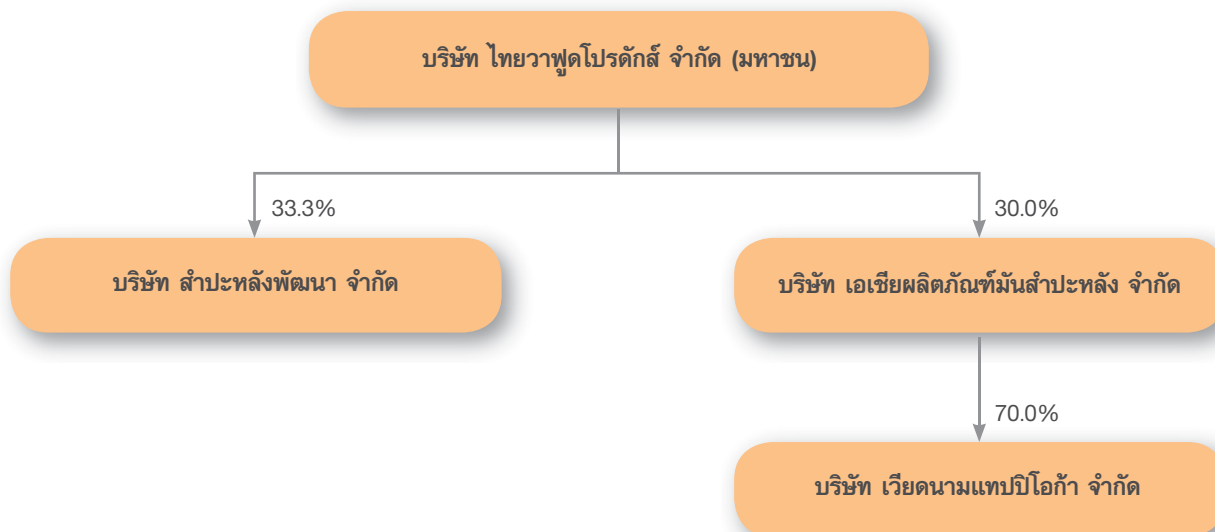 บริษัท ไทยวาฟูดโปรดักส์ จำกัด (มหาชน)
33.3%
30.0%
บริษัท สำปะหลังพัฒนา จำกัด
บริษัท เอเชียผลิตภัณฑ์มันสำปะหลัง จำกัด
70.0%
บริษัท เวียดนามแทปปิโอก้า จำกัด